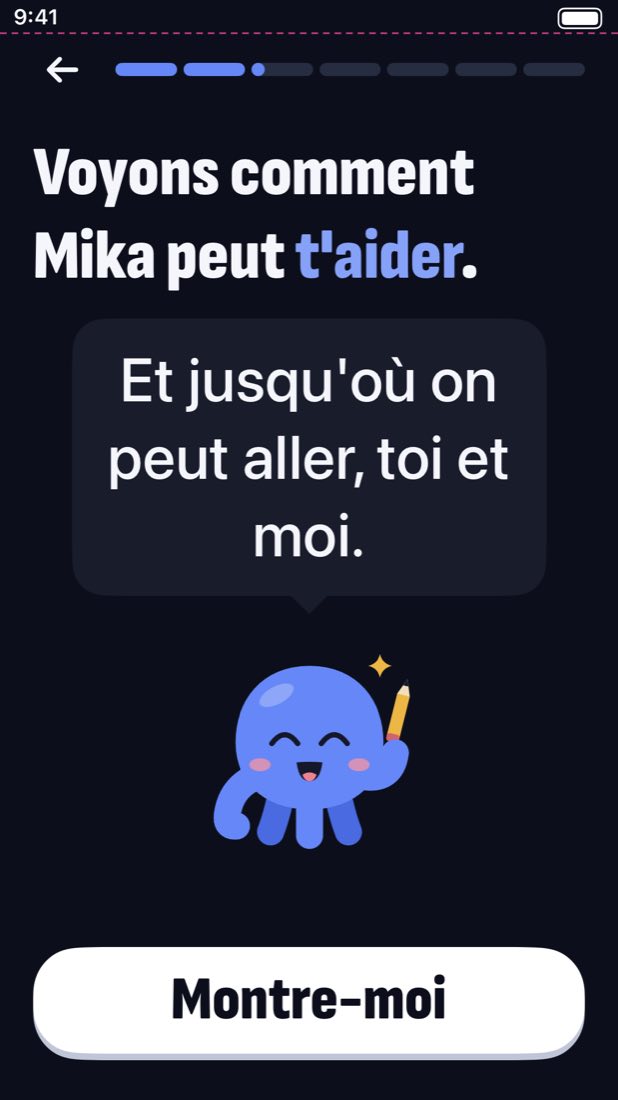 9:41
Voyons comment
Mika peut t'aider.
Et jusqu'où on
peut aller, toi et
moi.
Montre-moi